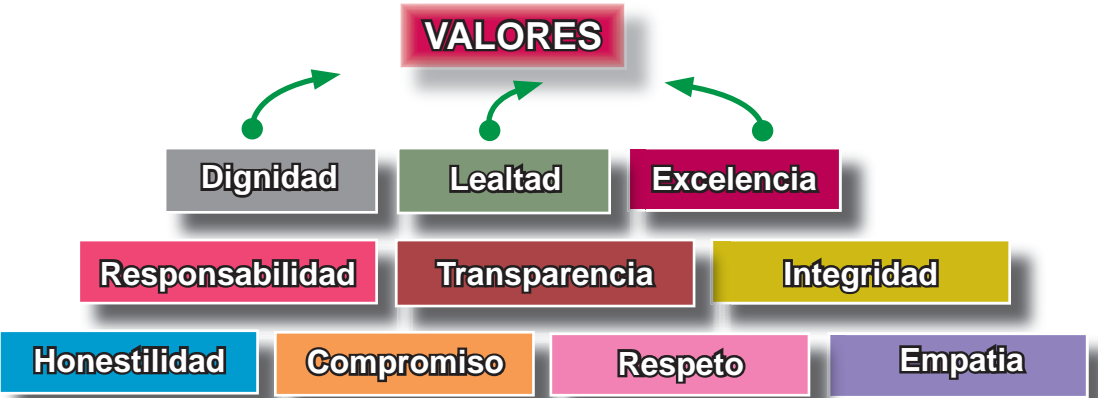 VALORES
Dignidad
Lealtad
Excelencia
Responsabilidad
Transparencia
Integridad
Honestilidad
Compromiso
Respeto
Empatia